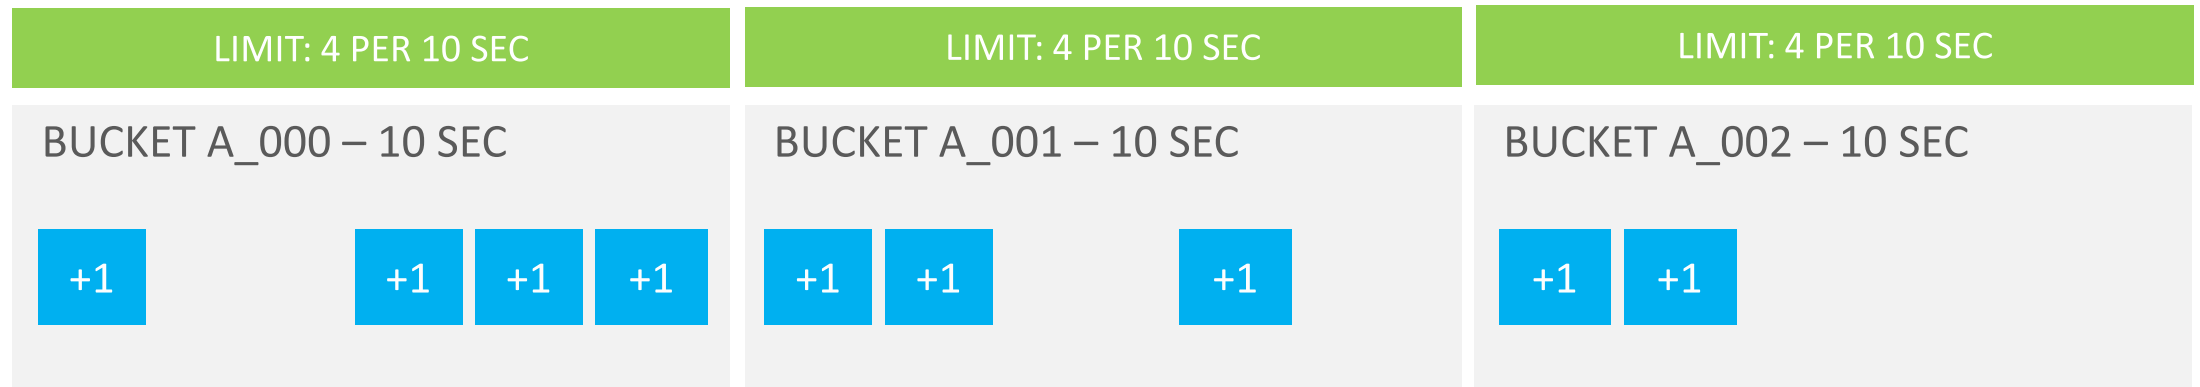 LIMIT: 4 PER 10 SEC
LIMIT: 4 PER 10 SEC
LIMIT: 4 PER 10 SEC
BUCKET A_000 – 10 SEC
+1
+1
+1
+1
BUCKET A_001 – 10 SEC
+1
+1
+1
BUCKET A_002 – 10 SEC
+1
+1